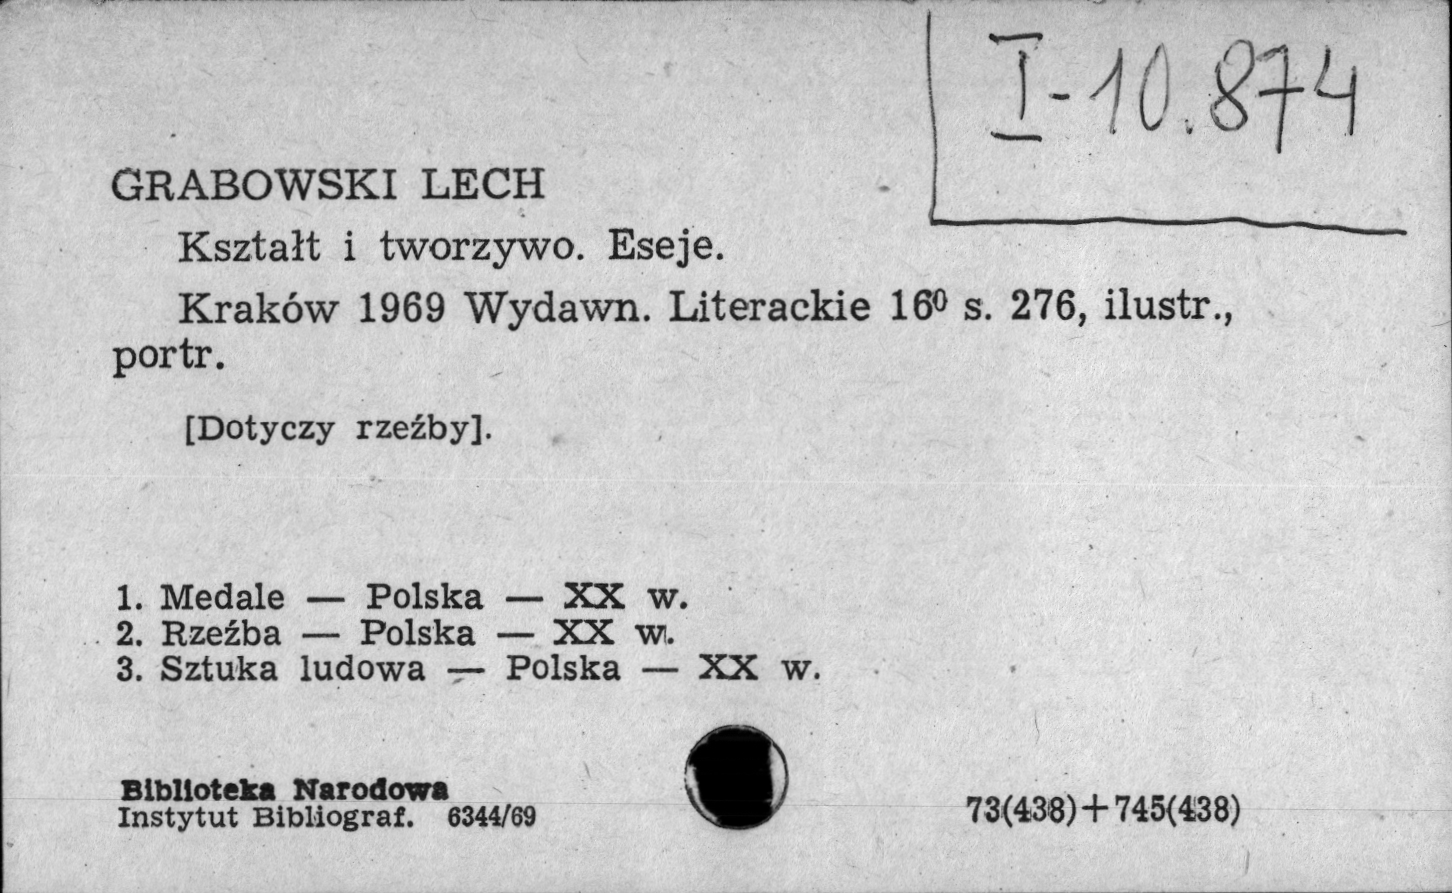 I-10.874
GRABOWSKI LECH
Kształt i tworzywo. Eseje.
Kraków 1969 Wydawn. Literackie 16⁰ s. 276, ilustr.,
portr.
[Dotyczy rzeźby].
1. Medale — Polska — XX w.
2. Rzeźba — Polska — XX w.
3. Sztuka ludowa — Polska — XX w.
Biblioteka Narodowa
Instytut Bibliograf. 6344/69
73(438)+745(438)